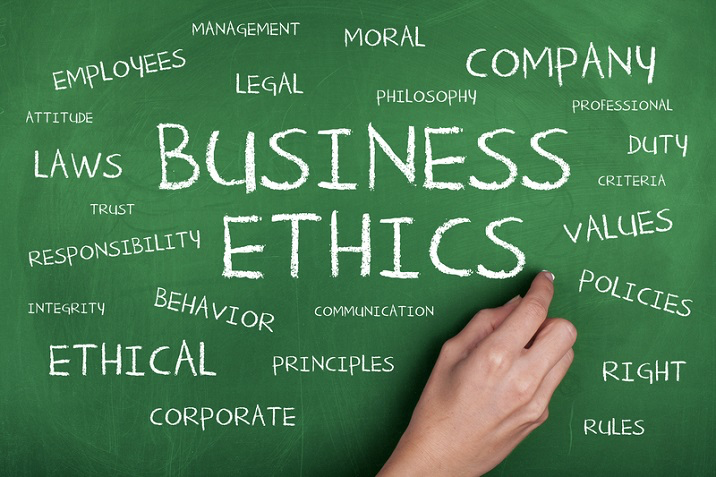 MANAGEMENT
MORAL
EMPLOYEES
LEGAL
COMPANY
PHILOSOPHY
PROFESSIONAL
ATTITUDE
LAWS
BUSINESS
DUTY
CRITERIA
TRUST
ETHICS
VALUES
RESPONSIBILITY
POLICIES
INTEGRITY
BEHAVIOR
COMMUNICATION
ETHICAL
PRINCIPLES
RIGHT
CORPORATE
RULES